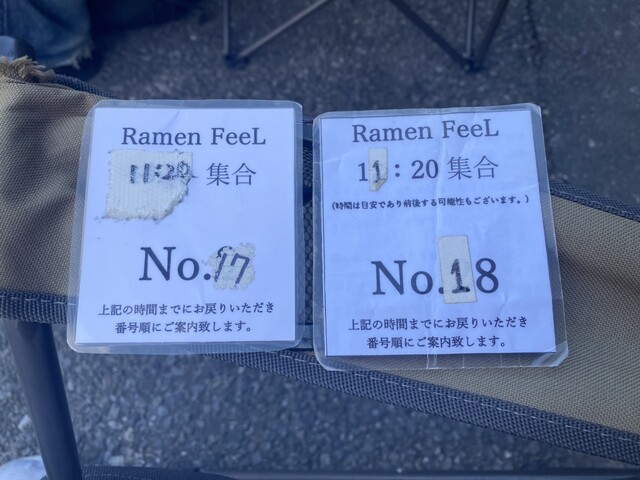 Ramen FeeL
11:20 集合
No.17
上記の時間までにお戻りいただき
番号順にご案内致します。
Ramen FeeL
11：20 集合
（時間は目安であり前後する可能性もございます。）
No.18
上記の時間までにお戻りいただき
番号順にご案内致します。